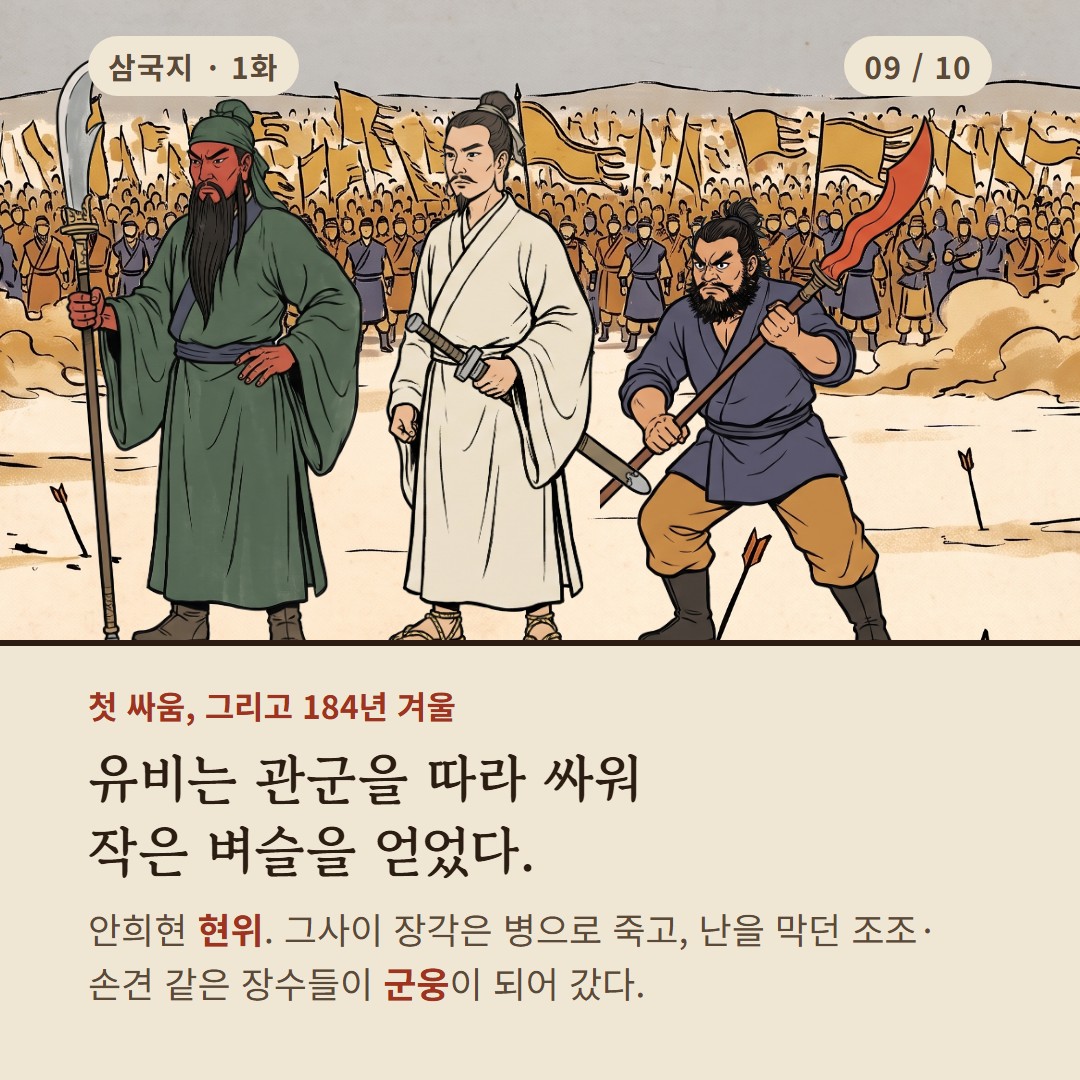 삼국지 · 1화
09 / 10
첫 싸움, 그리고 184년 겨울
유비는 관군을 따라 싸워
작은 벼슬을 얻었다.
안희현 현위. 그사이 장각은 병으로 죽고, 난을 막던 조조·
손견 같은 장수들이 군웅이 되어 갔다.